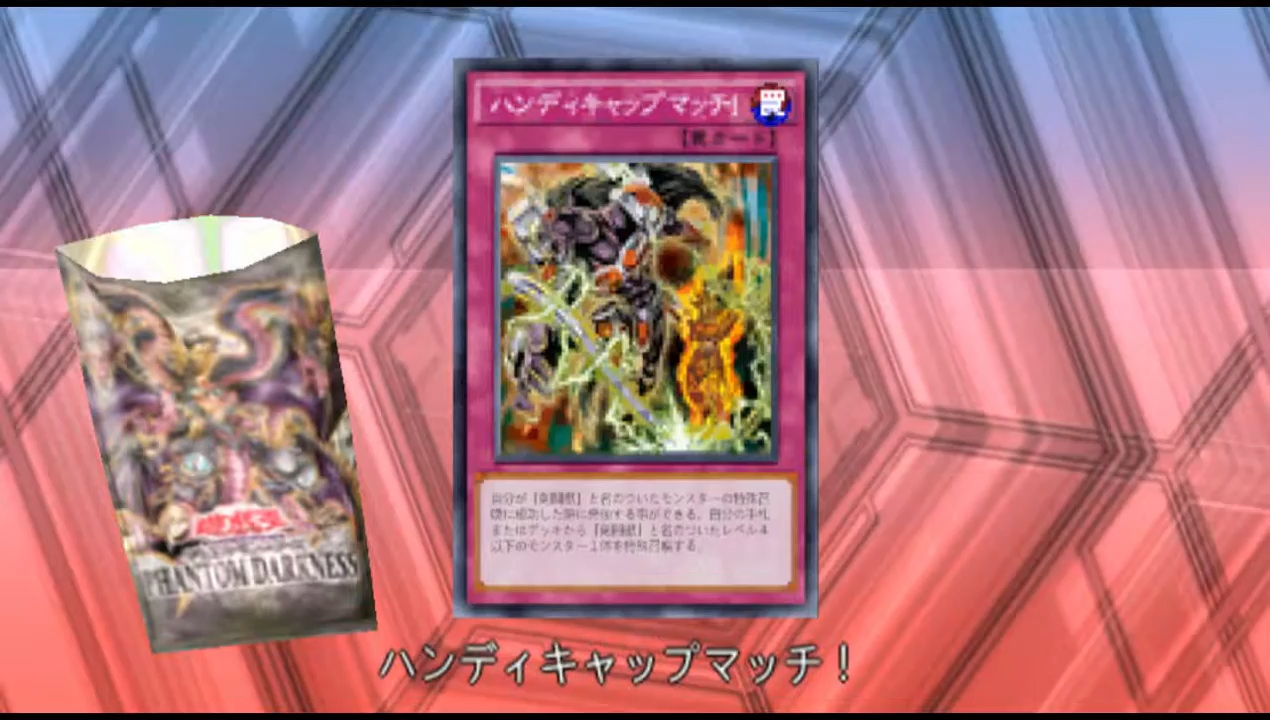 ハンディキャップマッチ!
罠
【罠カード】
自分が「剣闘獣」と名のついたモンスターの特殊召
喚に成功した時に発動する事ができる。自分の手札
またはデッキから「剣闘獣」と名のついたレベル4
以下のモンスター1体を特殊召喚する。
遊戯王
PHANTOM DARKNESS
ハンディキャップマッチ!